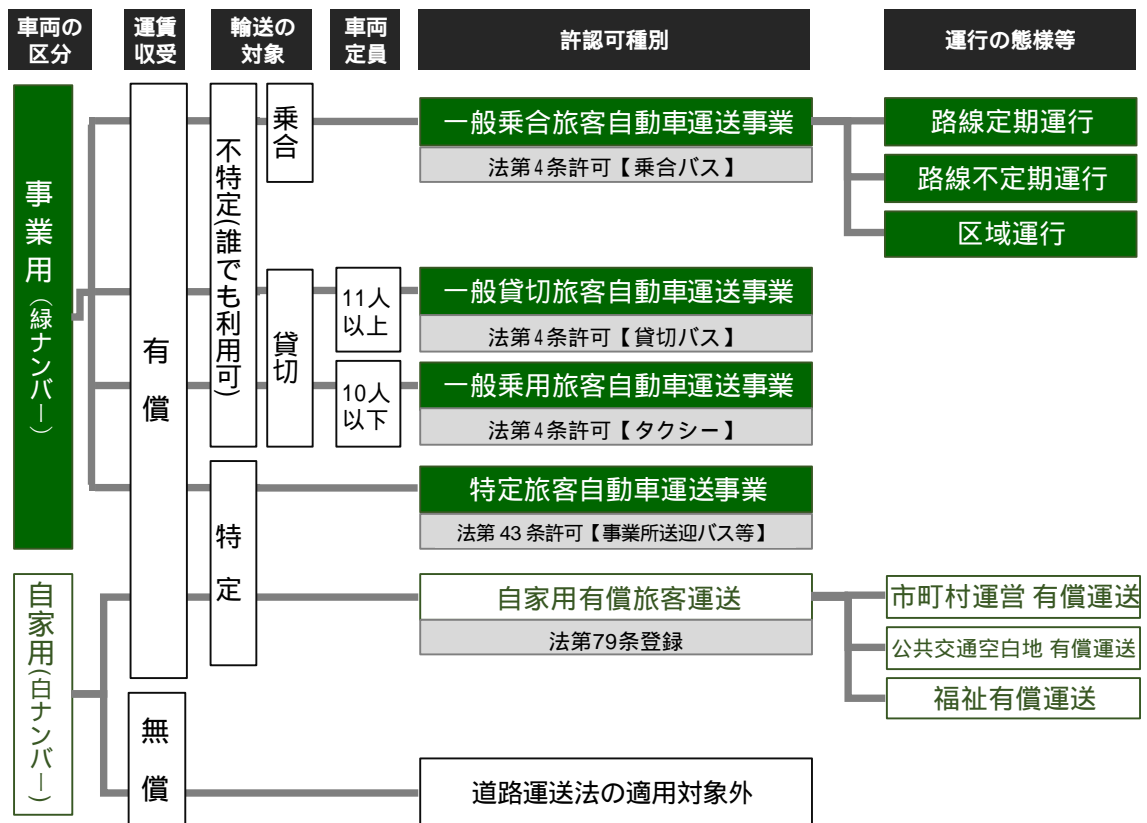 車両の
区分
運賃
収受
輸送の
対象
車両
定員
許認可種別
運行の態様等
事業用(緑ナンバー)
有償
不特定(誰でも利用可)
乗合
一般乗合旅客自動車運送事業
法第4条許可【乗合バス】
路線定期運行
路線不定期運行
区域運行
貸切
11人
以上
一般貸切旅客自動車運送事業
法第4条許可【貸切バス】
10人
以下
一般乗用旅客自動車運送事業
法第4条許可【タクシー】
特定
特定旅客自動車運送事業
法第43条許可【事業所送迎バス等】
自家用(白ナンバー)
自家用有償旅客運送
法第79条登録
市町村運営 有償運送
公共交通空白地 有償運送
福祉有償運送
無償
道路運送法の適用対象外